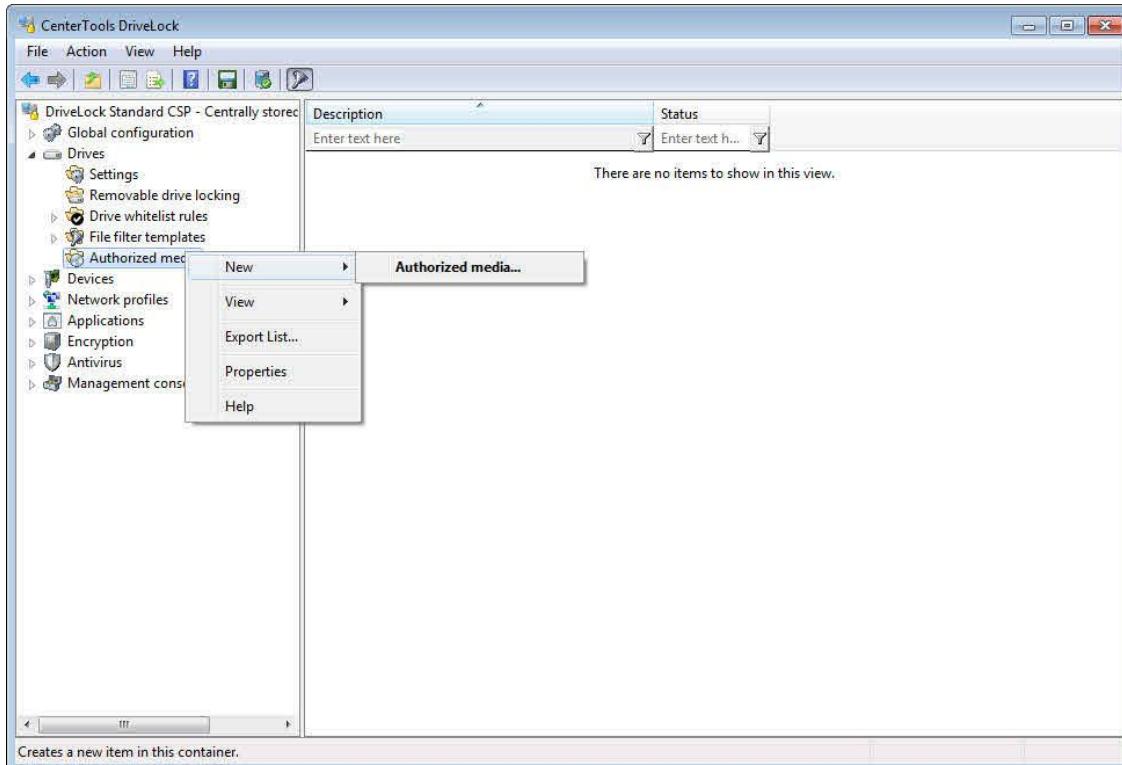 CenterTools DriveLock
File Action View Help
DriveLock Standard CSP - Centrally storec
Description Status
Global configuration
Enter text here Enter text h...
Drives
Settings
There are no items to show in this view.
Removable drive locking
Drive whitelist rules
File filter templates
Authorized med
New Authorized media...
Devices
Network profiles
View
Applications
Encryption
Export List...
Antivirus
Properties
Management conso
Help
Creates a new item in this container.